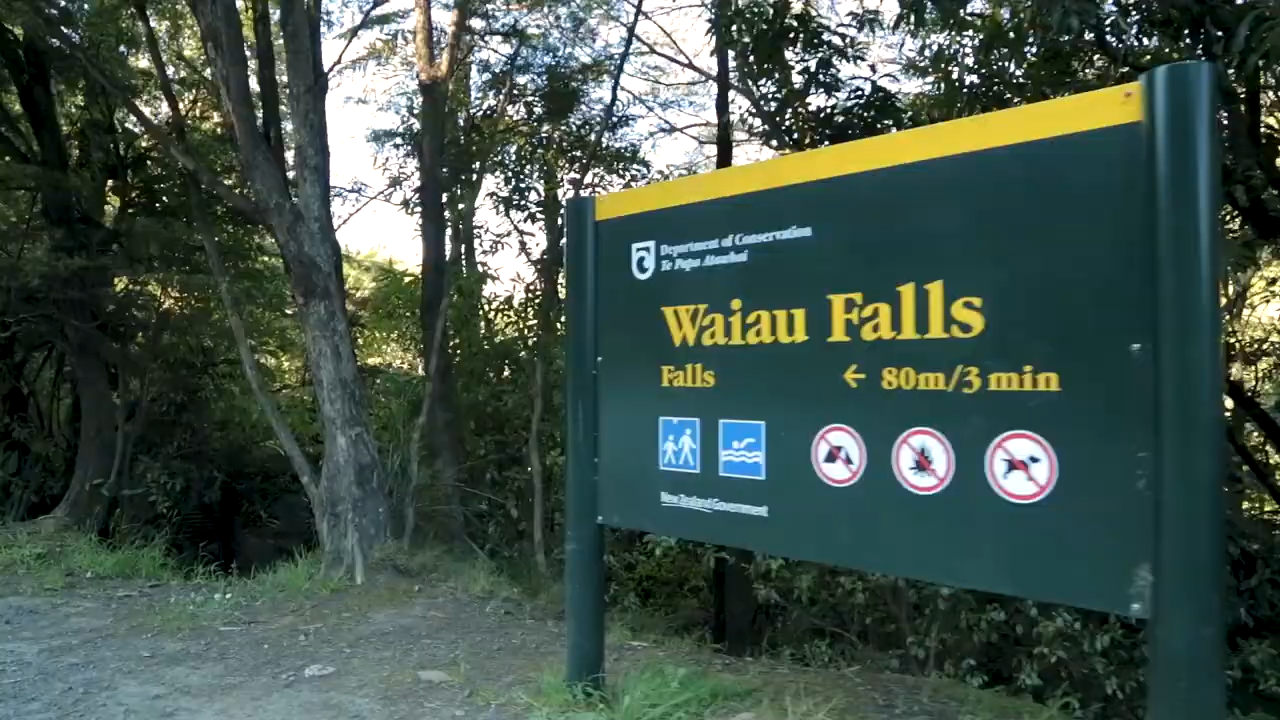 Department of Conservation
Te Papa Atawhai
Waiau Falls
Falls ← 80m/3 min
New Zealand Government